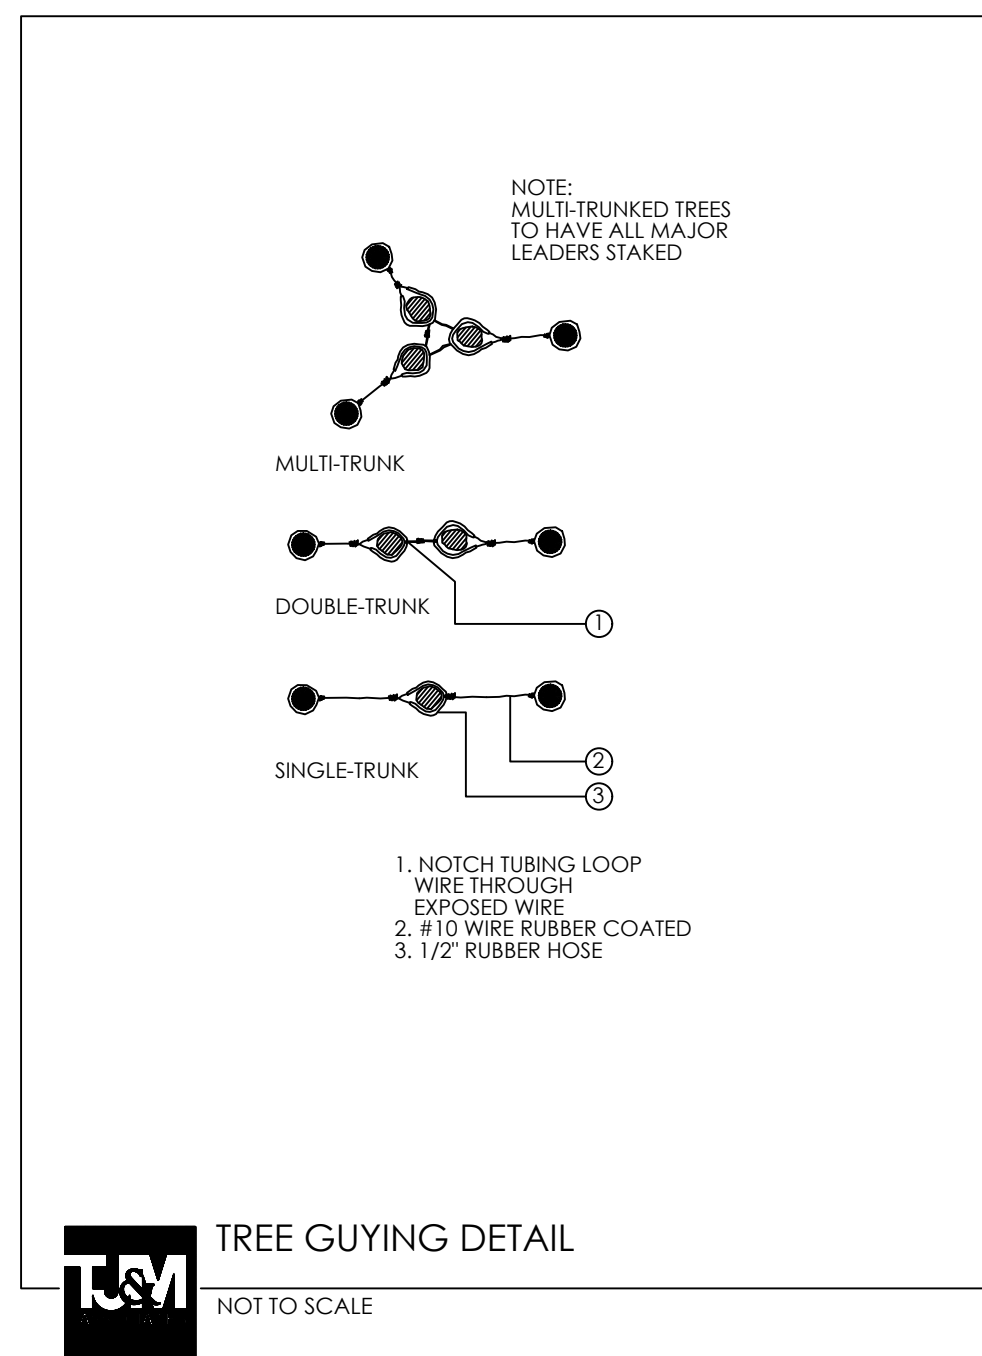 NOTE:
MULTI-TRUNKED TREES
TO HAVE ALL MAJOR
LEADERS STAKED
MULTI-TRUNK
DOUBLE-TRUNK
1
SINGLE-TRUNK
2
3
1. NOTCH TUBING LOOP
WIRE THROUGH
EXPOSED WIRE
2. #10 WIRE RUBBER COATED
3. 1/2" RUBBER HOSE
TREE GUYING DETAIL
TJ&M
NOT TO SCALE